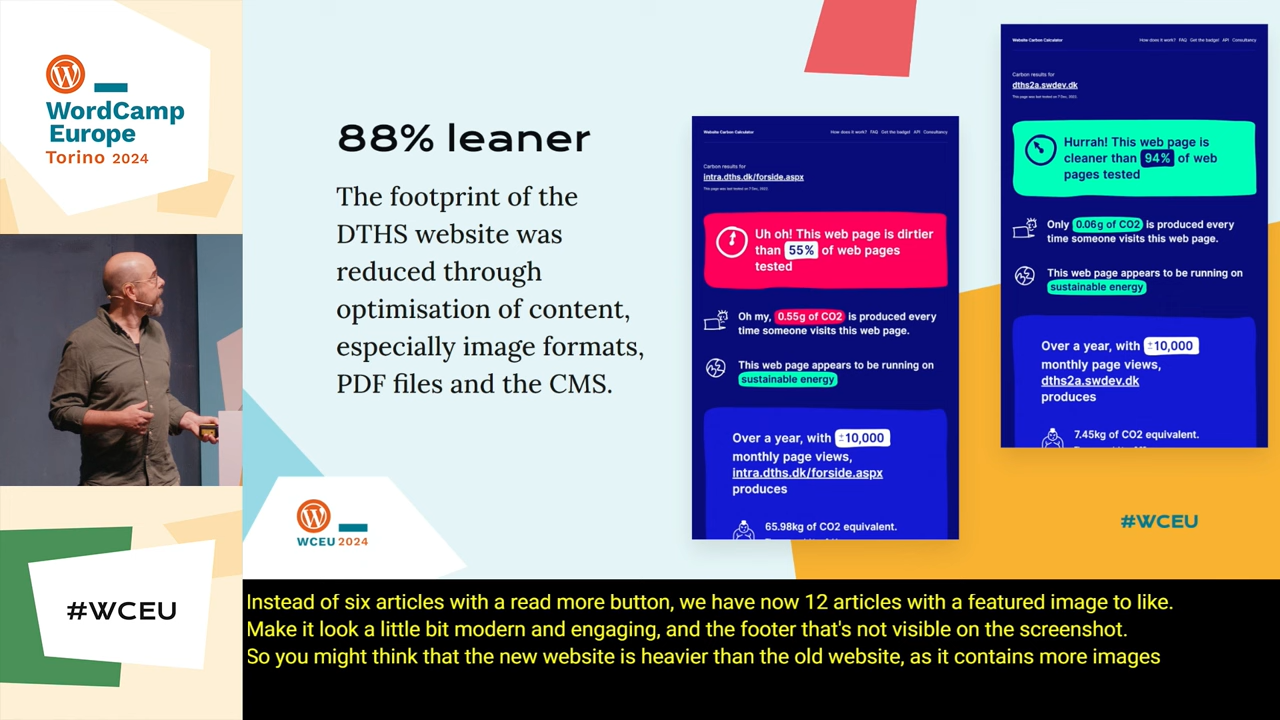 WordCamp
Europe
Torino 2024
#WCEU
88% leaner
The footprint of the
DTHS website was
reduced through
optimisation of content,
especially image formats,
PDF files and the CMS.
WCEU 2024
Website Carbon Calculator
How does it work? FAQ Get the badge! API Consultancy
Carbon results for
intra.dths.dk/forside.aspx
This page was last tested on 7 Dec, 2022.
Uh oh! This web page is dirtier
than 55% of web pages
tested
Oh my, 0.55g of CO2 is produced every
time someone visits this web page.
This web page appears to be running on
sustainable energy
Over a year, with ±10,000
monthly page views,
intra.dths.dk/forside.aspx
produces
65.98kg of CO2 equivalent.
Website Carbon Calculator
How does it work? FAQ Get the badge! API Consultancy
Carbon results for
dths2a.swdev.dk
Hurrah! This web page is
cleaner than 94% of web
pages tested
Only 0.06g of CO2 is produced every
time someone visits this web page.
This web page appears to be running on
sustainable energy
Over a year, with ±10,000
monthly page views,
dths2a.swdev.dk
produces
7.45kg of CO2 equivalent.
#WCEU
Instead of six articles with a read more button, we have now 12 articles with a featured image to like.
Make it look a little bit modern and engaging, and the footer that's not visible on the screenshot.
So you might think that the new website is heavier than the old website, as it contains more images